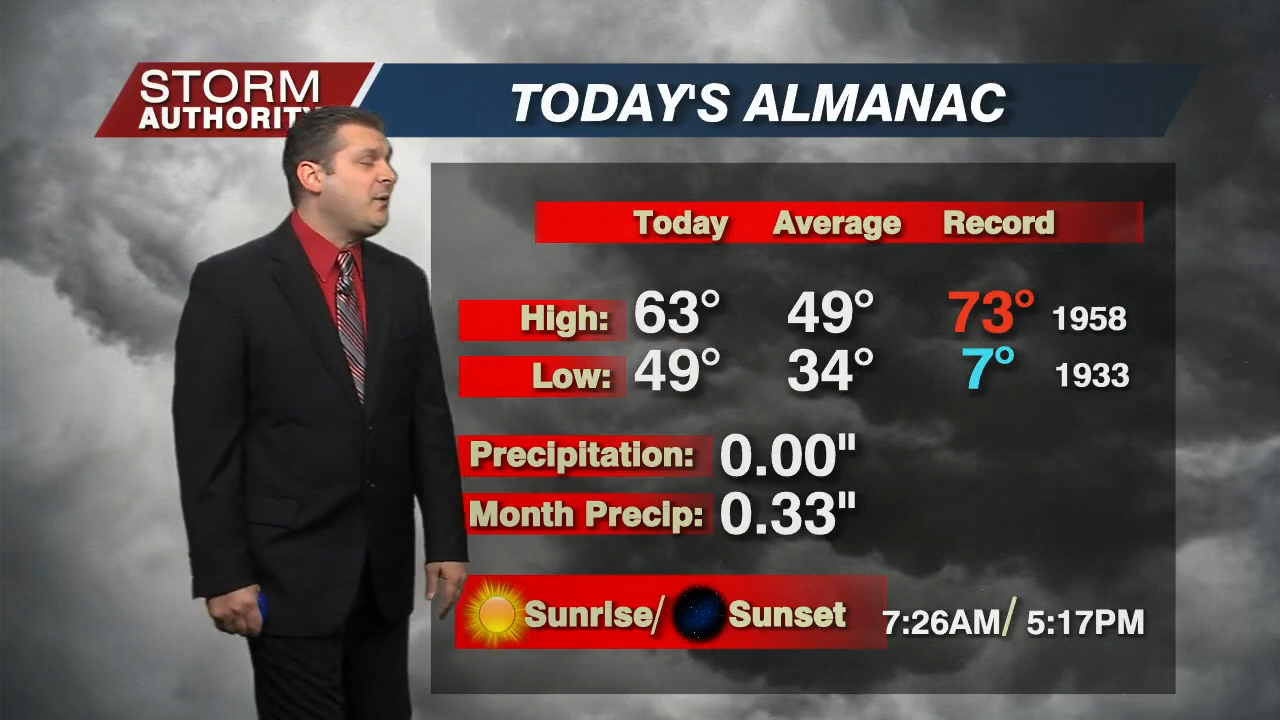 STORM
AUTHORITY
TODAY'S ALMANAC
Today Average Record
High: 63° 49° 73° 1958
Low: 49° 34° 7° 1933
Precipitation: 0.00"
Month Precip: 0.33"
Sunrise/ Sunset 7:26AM/ 5:17PM